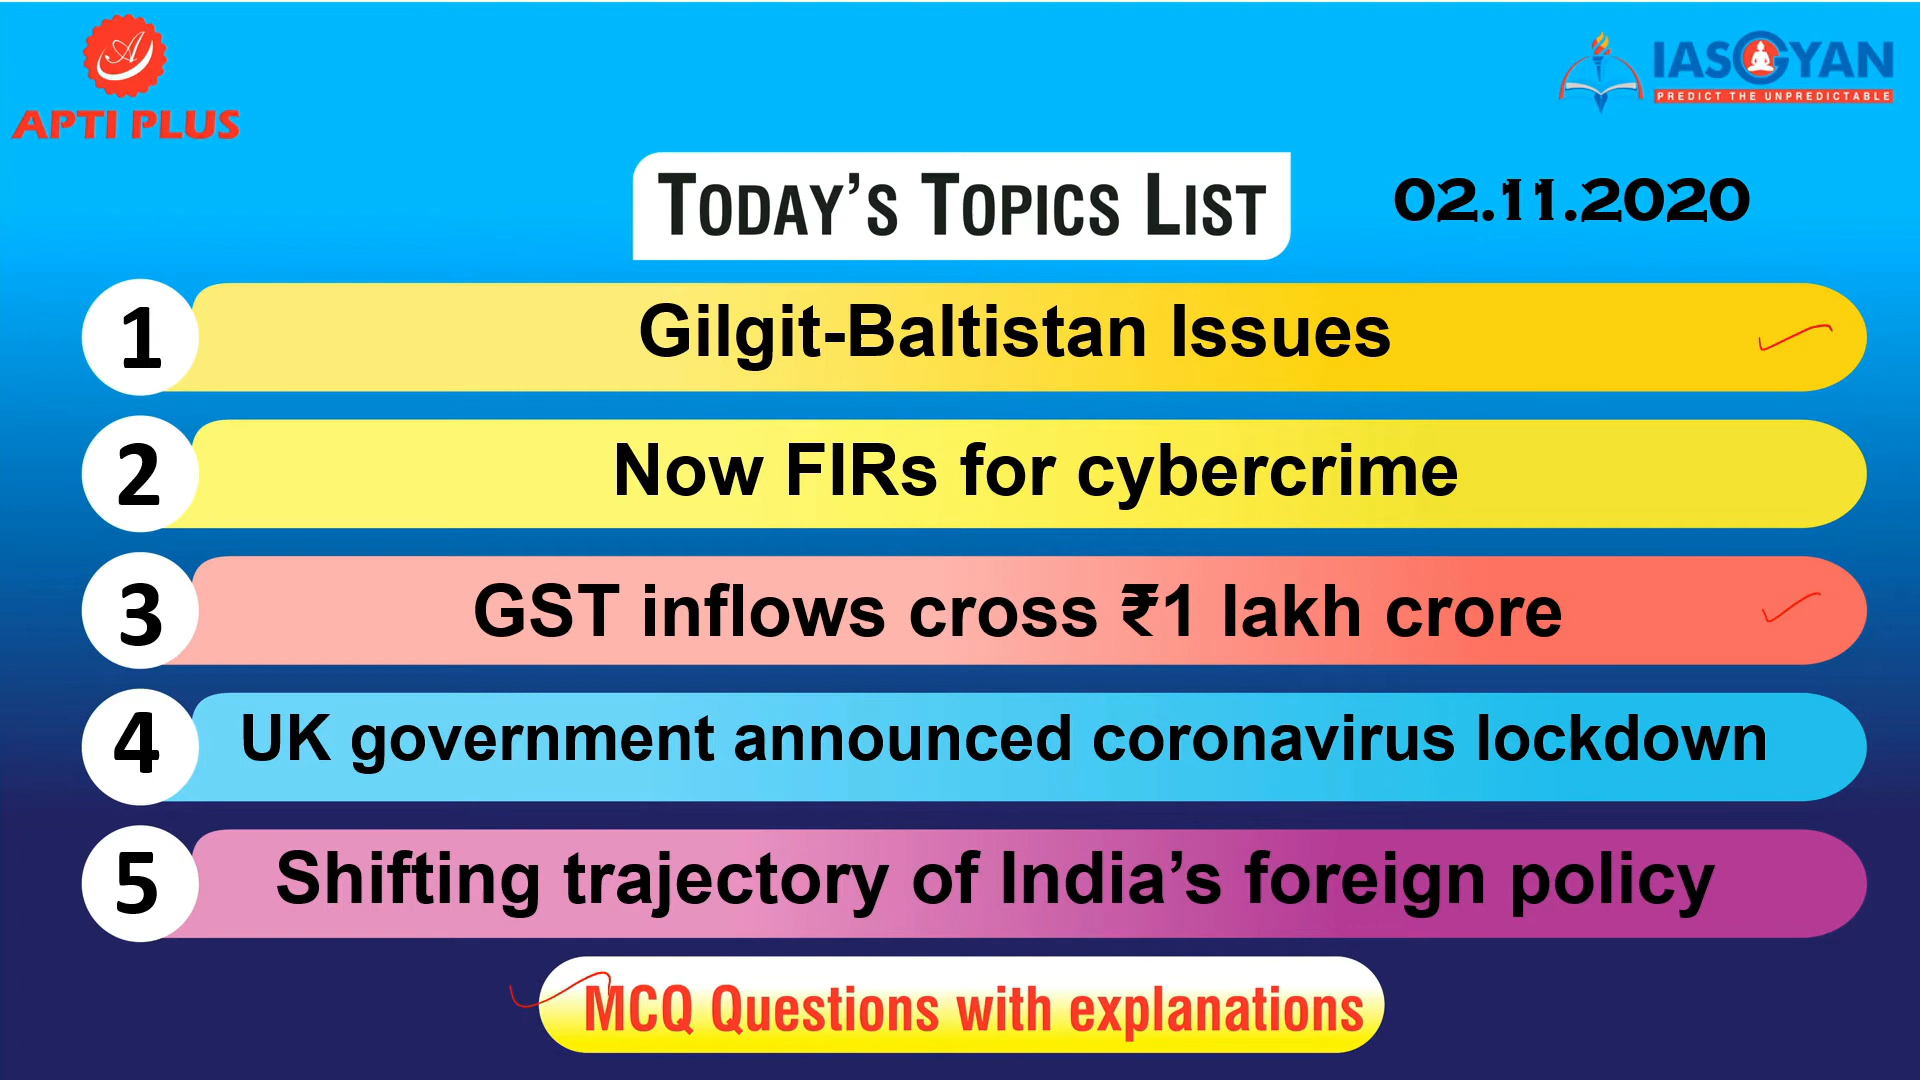 APTI PLUS
IASGYAN
PREDICT THE UNPREDICTABLE
TODAY'S TOPICS LIST
02.11.2020
1 Gilgit-Baltistan Issues
2 Now FIRs for cybercrime
3 GST inflows cross ₹1 lakh crore
4 UK government announced coronavirus lockdown
5 Shifting trajectory of India's foreign policy
MCQ Questions with explanations